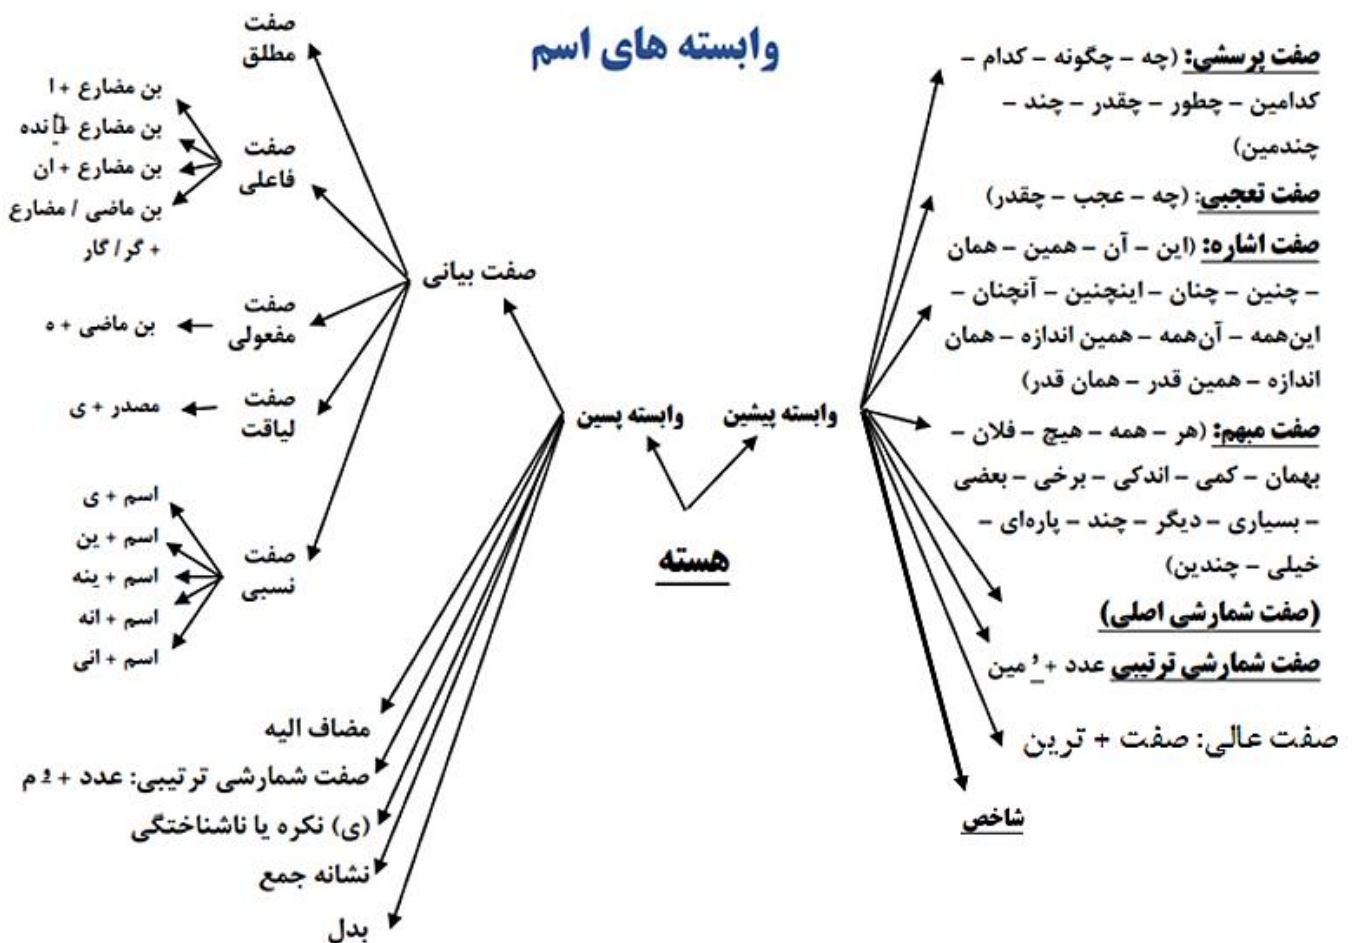 وابسته های اسم
صفت پرسشی: (چه – چگونه – کدام –
کدامین – چطور – چقدر – چند –
چندمین)
صفت تعجبی: (چه – عجب – چقدر)
صفت اشاره: (این – آن – همین – همان
– چنین – چنان – اینچنین – آنچنان –
این‌همه – آن‌همه – همین اندازه – همان
اندازه – همین قدر – همان قدر)
صفت مبهم: (هر – همه – هیچ – فلان –
بهمان – کمی – اندکی – برخی – بعضی
– بسیاری – دیگر – چند – پاره‌ای –
خیلی – چندین)
(صفت شمارشی اصلی)
صفت شمارشی ترتیبی عدد + ُ مین
صفت عالی: صفت + ترین
شاخص
وابسته پیشین
وابسته پسین
هسته
صفت بیانی
صفت
مطلق
صفت
فاعلی
بن مضارع + ا
بن مضارع + نده
بن مضارع + ان
بن ماضی / مضارع
+ گر / گار
صفت
مفعولی
بن ماضی + ه
صفت
لیاقت
مصدر + ی
صفت
نسبی
اسم + ی
اسم + ین
اسم + ینه
اسم + انه
اسم + انی
مضاف الیه
صفت شمارشی ترتیبی: عدد + ُ م
(ی) نکره یا ناشناختگی
نشانه جمع
بدل